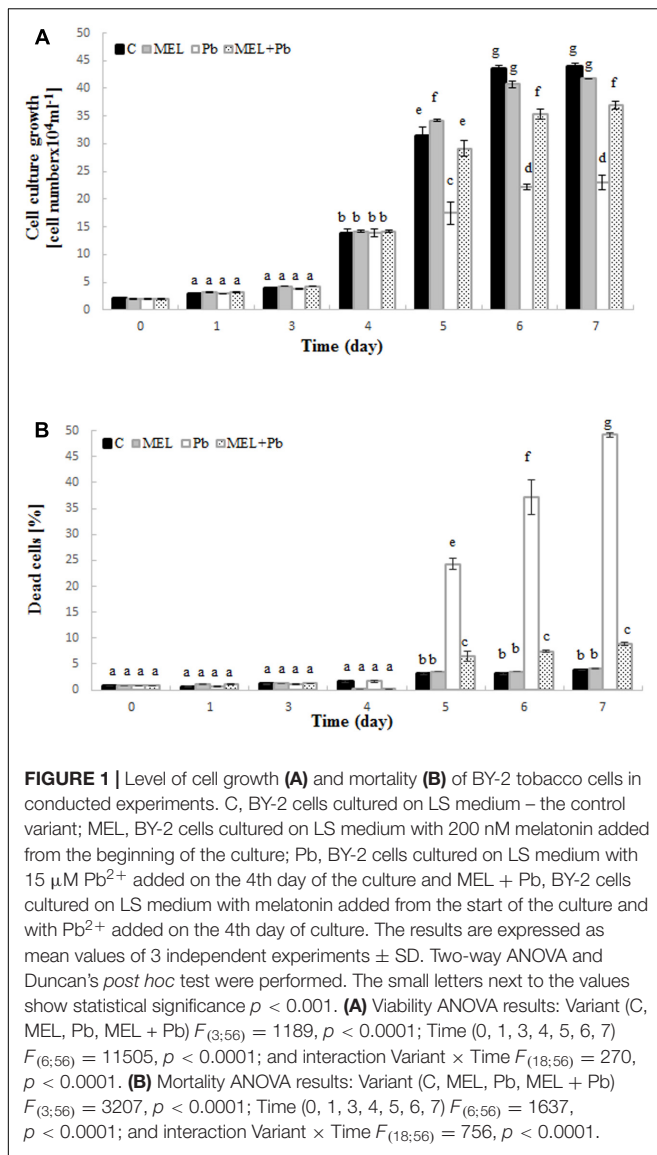 A
C MEL Pb MEL+Pb
Cell culture growth
[cell numberx10⁴ml⁻¹]
50
45
40
35
30
25
20
15
10
5
0
a a a a
a a a a
b b b b
e f c e
g g d f
g g d f
0 1 3 4 5 6 7
Time (day)
B
C MEL Pb MEL+Pb
Dead cells [%]
50
45
40
35
30
25
20
15
10
5
0
a a a a
a a a a
a a a a
a a a a
b b e c
b b f c
b b g c
0 1 3 4 5 6 7
Time (day)
FIGURE 1 | Level of cell growth (A) and mortality (B) of BY-2 tobacco cells in
conducted experiments. C, BY-2 cells cultured on LS medium – the control
variant; MEL, BY-2 cells cultured on LS medium with 200 nM melatonin added
from the beginning of the culture; Pb, BY-2 cells cultured on LS medium with
15 μM Pb²⁺ added on the 4th day of the culture and MEL + Pb, BY-2 cells
cultured on LS medium with melatonin added from the start of the culture and
with Pb²⁺ added on the 4th day of culture. The results are expressed as
mean values of 3 independent experiments ± SD. Two-way ANOVA and
Duncan's post hoc test were performed. The small letters next to the values
show statistical significance p < 0.001. (A) Viability ANOVA results: Variant (C,
MEL, Pb, MEL + Pb) F(3;56) = 1189, p < 0.0001; Time (0, 1, 3, 4, 5, 6, 7)
F(6;56) = 11505, p < 0.0001; and interaction Variant × Time F(18;56) = 270,
p < 0.0001. (B) Mortality ANOVA results: Variant (C, MEL, Pb, MEL + Pb)
F(3;56) = 3207, p < 0.0001; Time (0, 1, 3, 4, 5, 6, 7) F(6;56) = 1637,
p < 0.0001; and interaction Variant × Time F(18;56) = 756, p < 0.0001.